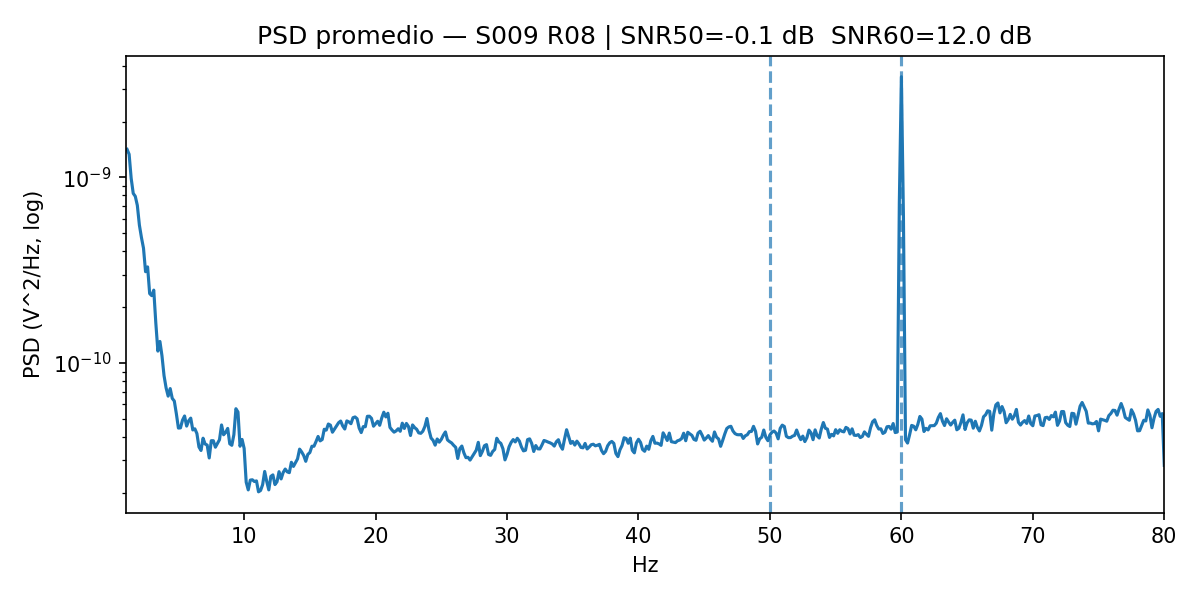 PSD promedio — S009 R08 | SNR50=-0.1 dB  SNR60=12.0 dB
PSD (V^2/Hz, log)
10⁻⁹
10⁻¹⁰
10 20 30 40 50 60 70 80
Hz